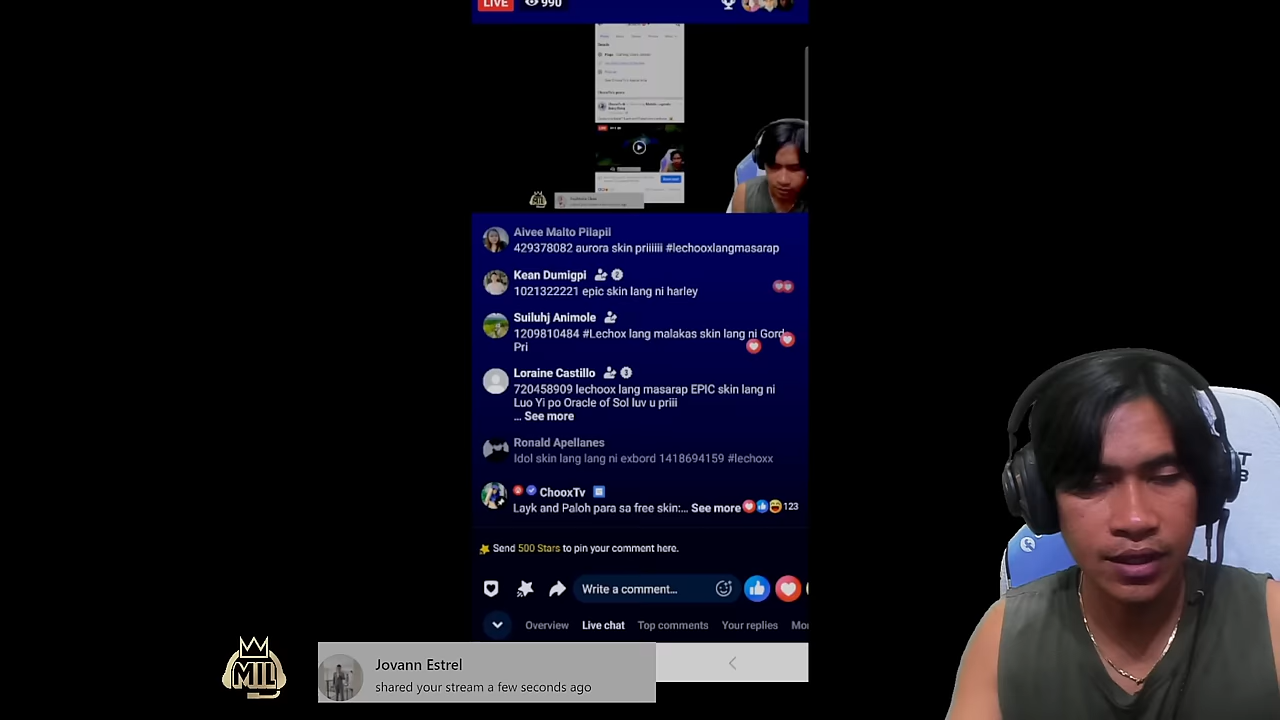 LIVE
990
LIVE
Aivee Malto Pilapil
429378082 aurora skin priiiiii #lechooxlangmasarap
Kean Dumigpi 2
1021322221 epic skin lang ni harley
Suiluhj Animole
1209810484 #Lechox lang malakas skin lang ni Gord
Pri
Loraine Castillo
720458909 lechoox lang masarap EPIC skin lang ni
Luo Yi po Oracle of Sol luv u priii
... See more
Ronald Apellanes
Idol skin lang lang ni exbord 1418694159 #lechoxx
ChooxTv
Layk and Paloh para sa free skin:... See more 123
Send 500 Stars to pin your comment here.
Write a comment...
Overview Live chat Top comments Your replies Mo
MIL
Jovann Estrel
shared your stream a few seconds ago